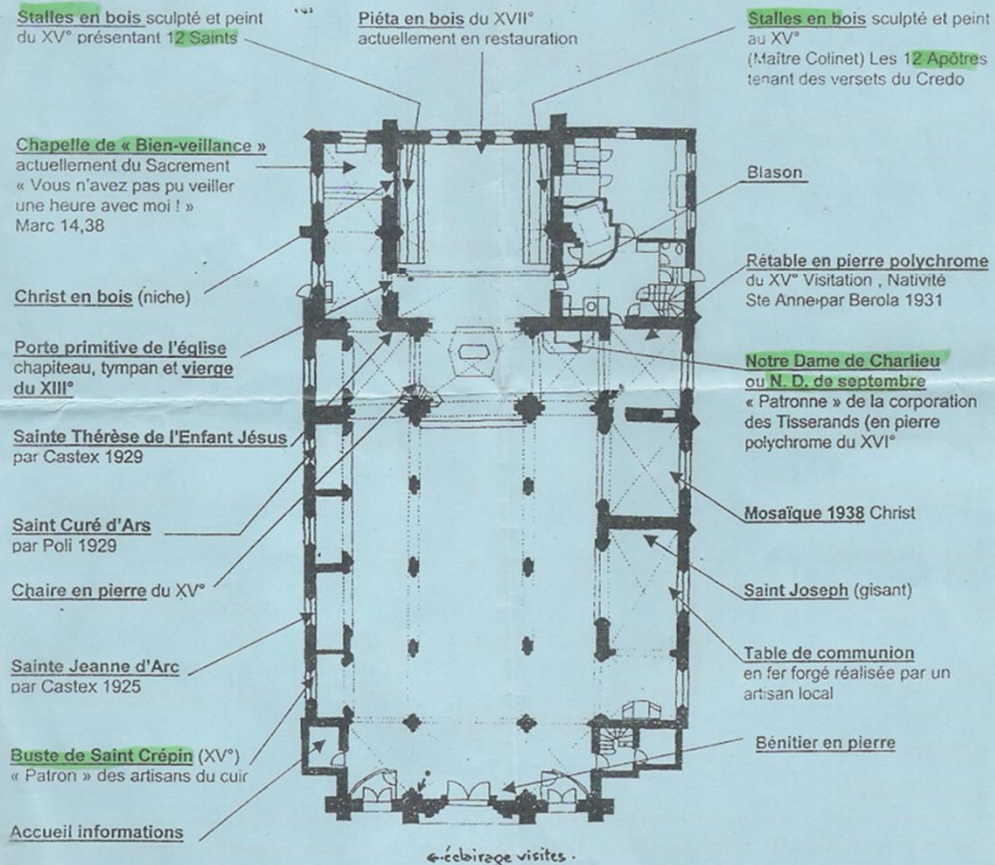 Stalles en bois sculpté et peint
du XV° présentant 12 Saints
Piéta en bois du XVII°
actuellement en restauration
Stalles en bois sculpté et peint
au XV°
(Maître Colinet) Les 12 Apôtres
tenant des versets du Credo
Chapelle de « Bien-veillance »
actuellement du Sacrement
« Vous n'avez pas pu veiller
une heure avec moi ! »
Marc 14,38
Blason
Christ en bois (niche)
Rétable en pierre polychrome
du XV° Visitation , Nativité
Ste Anne par Berola 1931
Porte primitive de l'église
chapiteau, tympan et vierge
du XIII°
Notre Dame de Charlieu
ou N. D. de septembre
« Patronne » de la corporation
des Tisserands (en pierre
polychrome du XVI°
Sainte Thérèse de l'Enfant Jésus
par Castex 1929
Mosaïque 1938 Christ
Saint Curé d'Ars
par Poli 1929
Chaire en pierre du XV°
Saint Joseph (gisant)
Table de communion
en fer forgé réalisée par un
artisan local
Sainte Jeanne d'Arc
par Castex 1925
Buste de Saint Crépin (XV°)
« Patron » des artisans du cuir
Bénitier en pierre
Accueil informations
←éclairage visites.